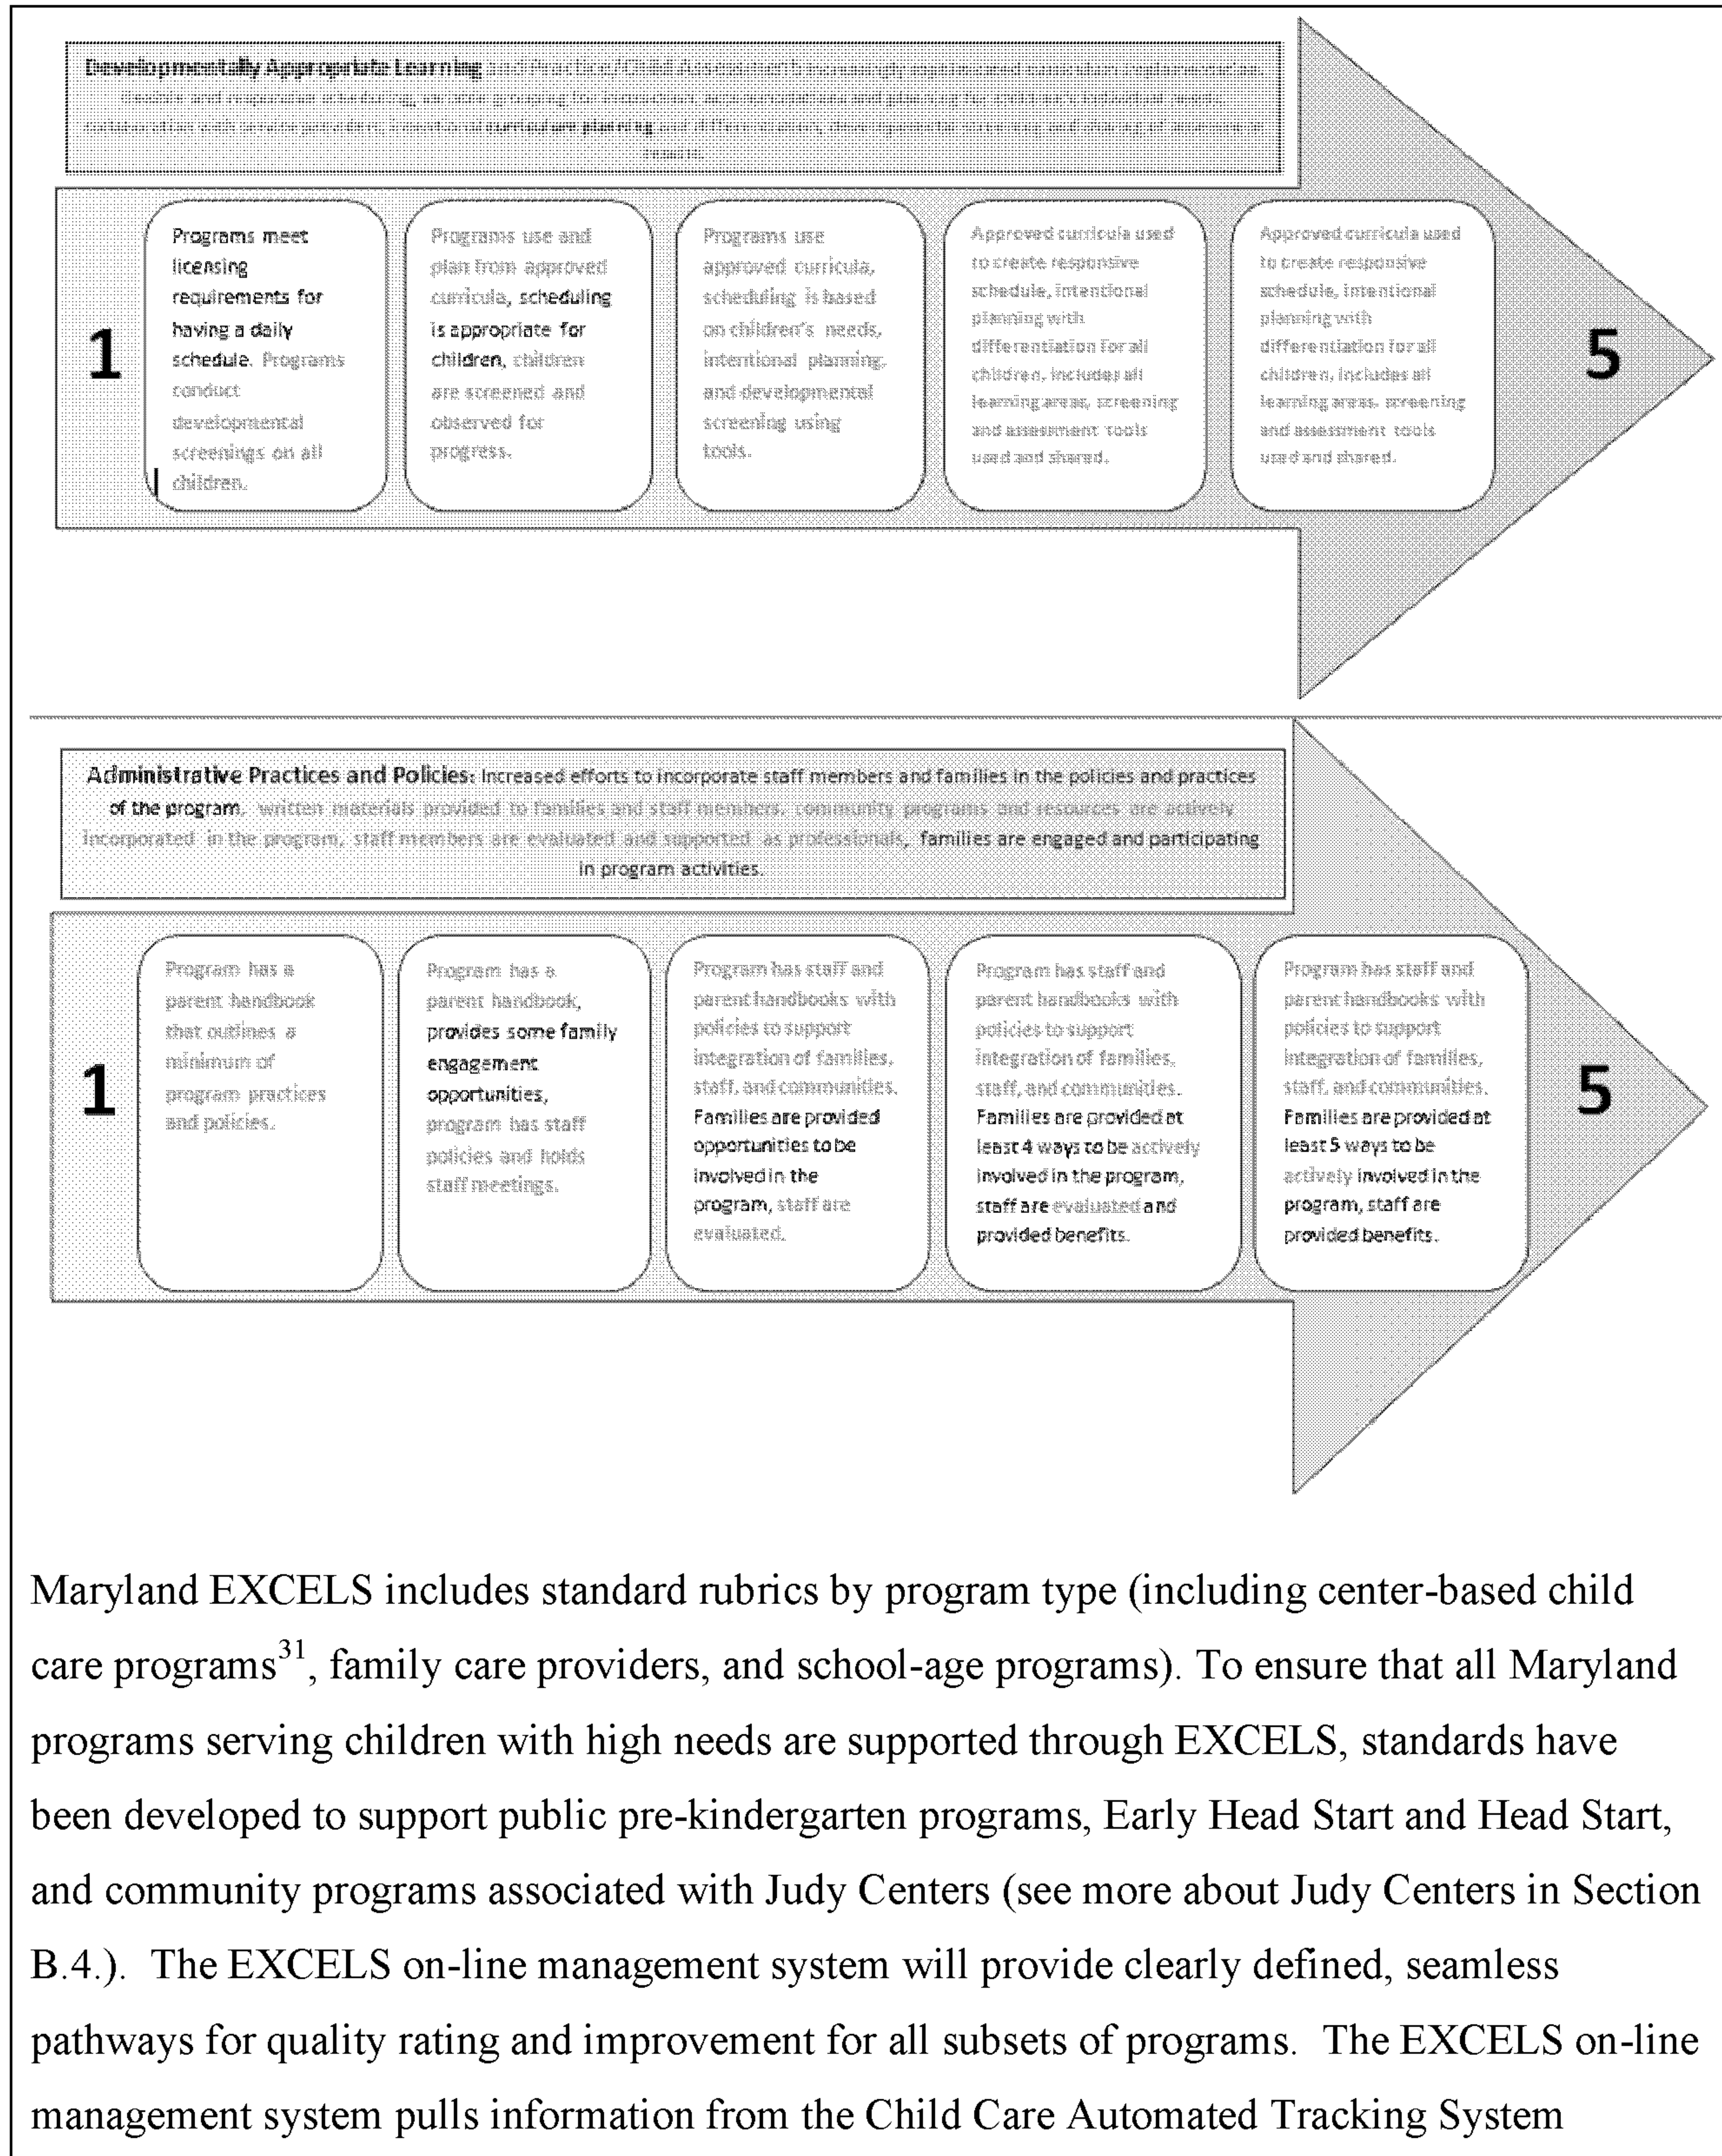 Developmentally Appropriate Learning and Practice/Child Assessment:
flexible and responsive scheduling,
curriculum planning
results.
1
Programs meet
licensing
requirements for
having a daily
schedule. Programs
conduct
developmental
screenings on all
children.
Programs use and
plan from approved
curricula, scheduling
is appropriate for
children, children
are screened and
observed for
progress.
Programs use
approved curricula,
scheduling is based
on children's needs,
intentional planning,
and developmental
screening using
tools.
Approved curricula used
to create responsive
schedule, intentional
planning with
differentiation for all
children, includes all
learning areas, screening
and assessment tools
used and shared.
Approved curricula used
to create responsive
schedule, intentional
planning with
differentiation for all
children, includes all
learning areas, screening
and assessment tools
used and shared.
5
Administrative Practices and Policies: Increased efforts to incorporate staff members and families in the policies and practices
of the program, written materials provided to families and staff members, community programs and resources are actively
incorporated in the program, staff members are evaluated and supported as professionals, families are engaged and participating
in program activities.
1
Program has a
parent handbook
that outlines a
minimum of
program practices
and policies.
Program has a
parent handbook,
provides some family
engagement
opportunities,
program has staff
policies and holds
staff meetings.
Program has staff and
parent handbooks with
policies to support
integration of families,
staff, and communities.
Families are provided
opportunities to be
involved in the
program, staff are
evaluated.
Program has staff and
parent handbooks with
policies to support
integration of families,
staff, and communities.
Families are provided at
least 4 ways to be actively
involved in the program,
staff are evaluated and
provided benefits.
Program has staff and
parent handbooks with
policies to support
integration of families,
staff, and communities.
Families are provided at
least 5 ways to be
actively involved in the
program, staff are
provided benefits.
5
Maryland EXCELS includes standard rubrics by program type (including center-based child
care programs31, family care providers, and school-age programs). To ensure that all Maryland
programs serving children with high needs are supported through EXCELS, standards have
been developed to support public pre-kindergarten programs, Early Head Start and Head Start,
and community programs associated with Judy Centers (see more about Judy Centers in Section
B.4.).  The EXCELS on-line management system will provide clearly defined, seamless
pathways for quality rating and improvement for all subsets of programs.  The EXCELS on-line
management system pulls information from the Child Care Automated Tracking System